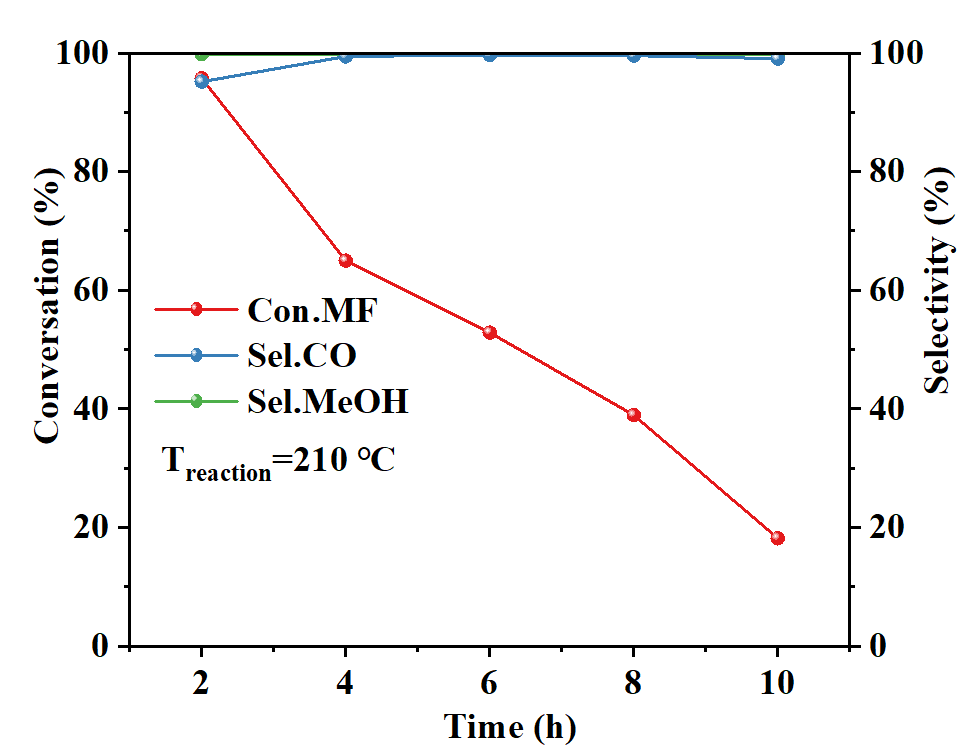 100
80
60
40
20
0
Conversation (%)
Con.MF
Sel.CO
Sel.MeOH
Treaction=210 ℃
100
80
60
40
20
0
Selectivity (%)
2 4 6 8 10
Time (h)